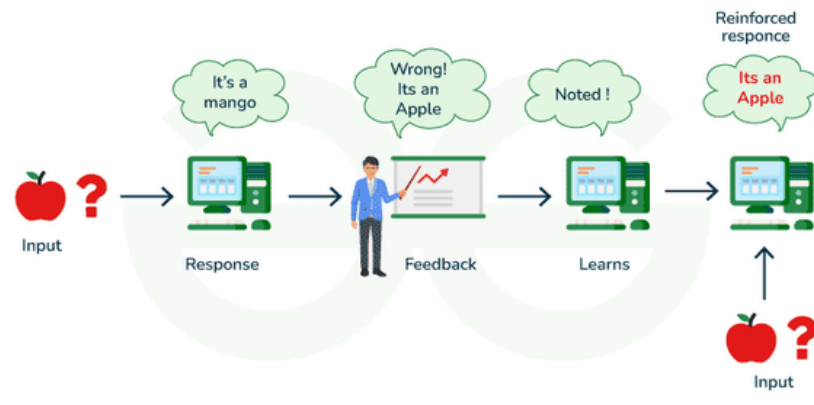 Reinforced
responce
It's a
mango
Wrong!
Its an
Apple
Noted !
Its an
Apple
Input
Response
Feedback
Learns
Input